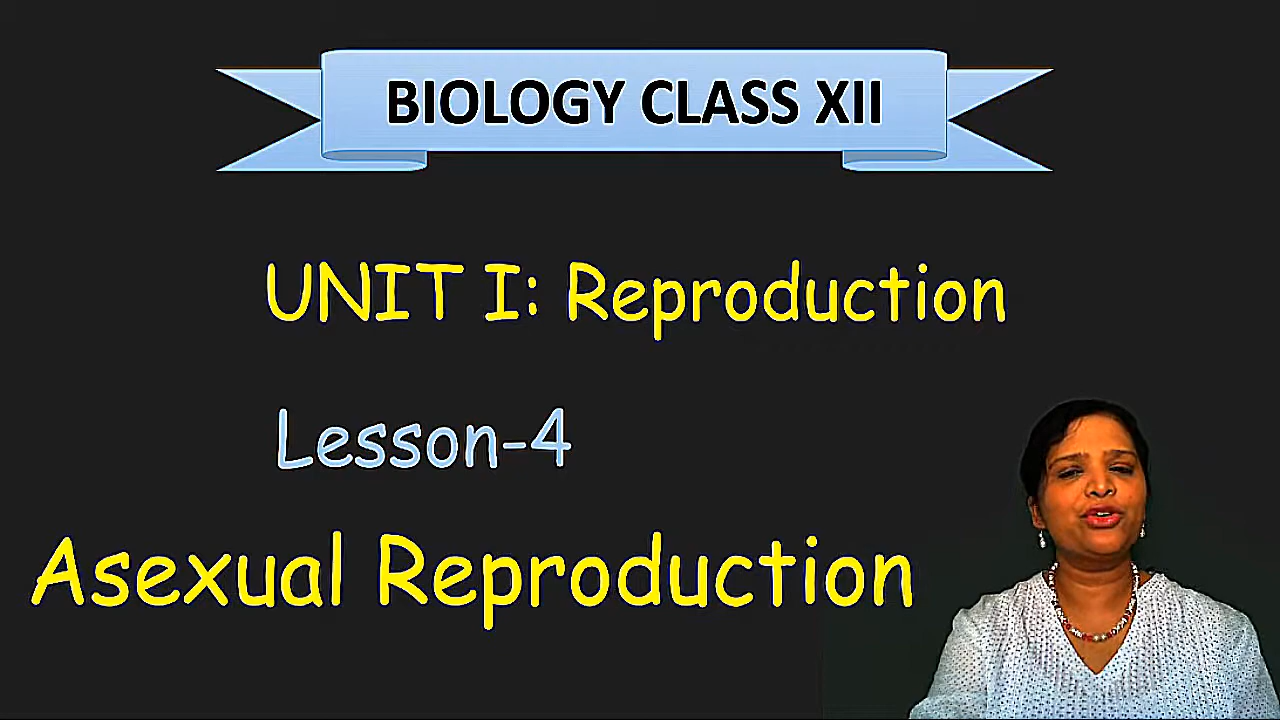 BIOLOGY CLASS XII
UNIT I: Reproduction
Lesson-4
Asexual Reproduction